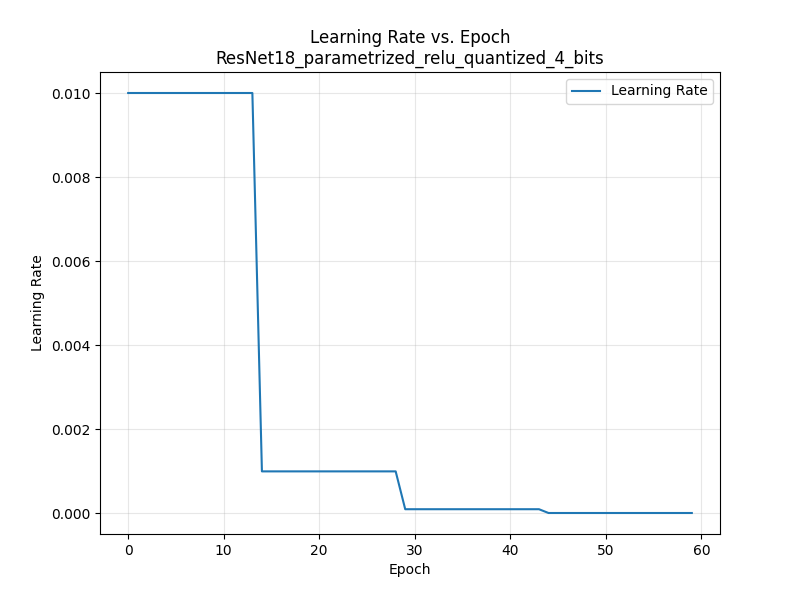 Learning Rate vs. Epoch
ResNet18_parametrized_relu_quantized_4_bits
Learning Rate
0.010
0.008
0.006
0.004
0.002
0.000
Learning Rate
0 10 20 30 40 50 60
Epoch